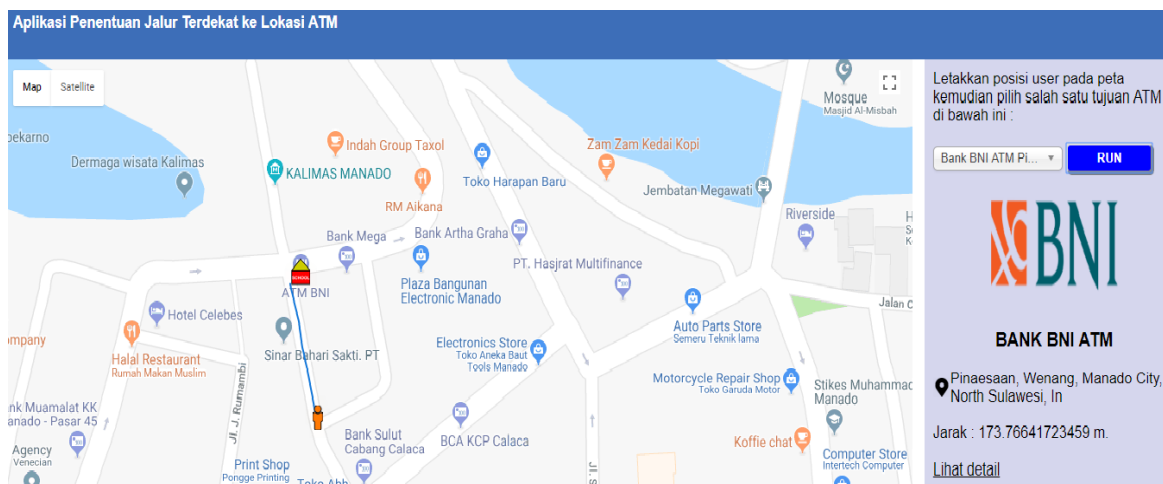 Aplikasi Penentuan Jalur Terdekat ke Lokasi ATM
Map
Satellite
Dermaga wisata Kalimas
KALIMAS MANADO
Indah Group Taxol
RM Aikana
Toko Harapan Baru
Zam Zam Kedai Kopi
Mosque
Masjid Al-Misbah
Jembatan Megawati
Riverside
Bank Mega
Bank Artha Graha
PT. Hasjrat Multifinance
SCHOOL
ATM BNI
Plaza Bangunan
Electronic Manado
Hotel Celebes
Auto Parts Store
Semeru Teknik lama
Halal Restaurant
Rumah Makan Muslim
Sinar Bahari Sakti. PT
Electronics Store
Toko Aneka Baut
Tools Manado
Motorcycle Repair Shop
Toko Garuda Motor
Stikes Muhammac
Manado
Jl. J. Rumambi
Agency
Venecian
Bank Sulut
Cabang Calaca
BCA KCP Calaca
Koffie chat
Computer Store
Intertech Computer
Print Shop
Pongge Printing
Letakkan posisi user pada peta
kemudian pilih salah satu tujuan ATM
di bawah ini :
Bank BNI ATM Pi...
RUN
BNI
BANK BNI ATM
Pinaesaan, Wenang, Manado City,
North Sulawesi, In
Jarak : 173.76641723459 m.
Lihat detail